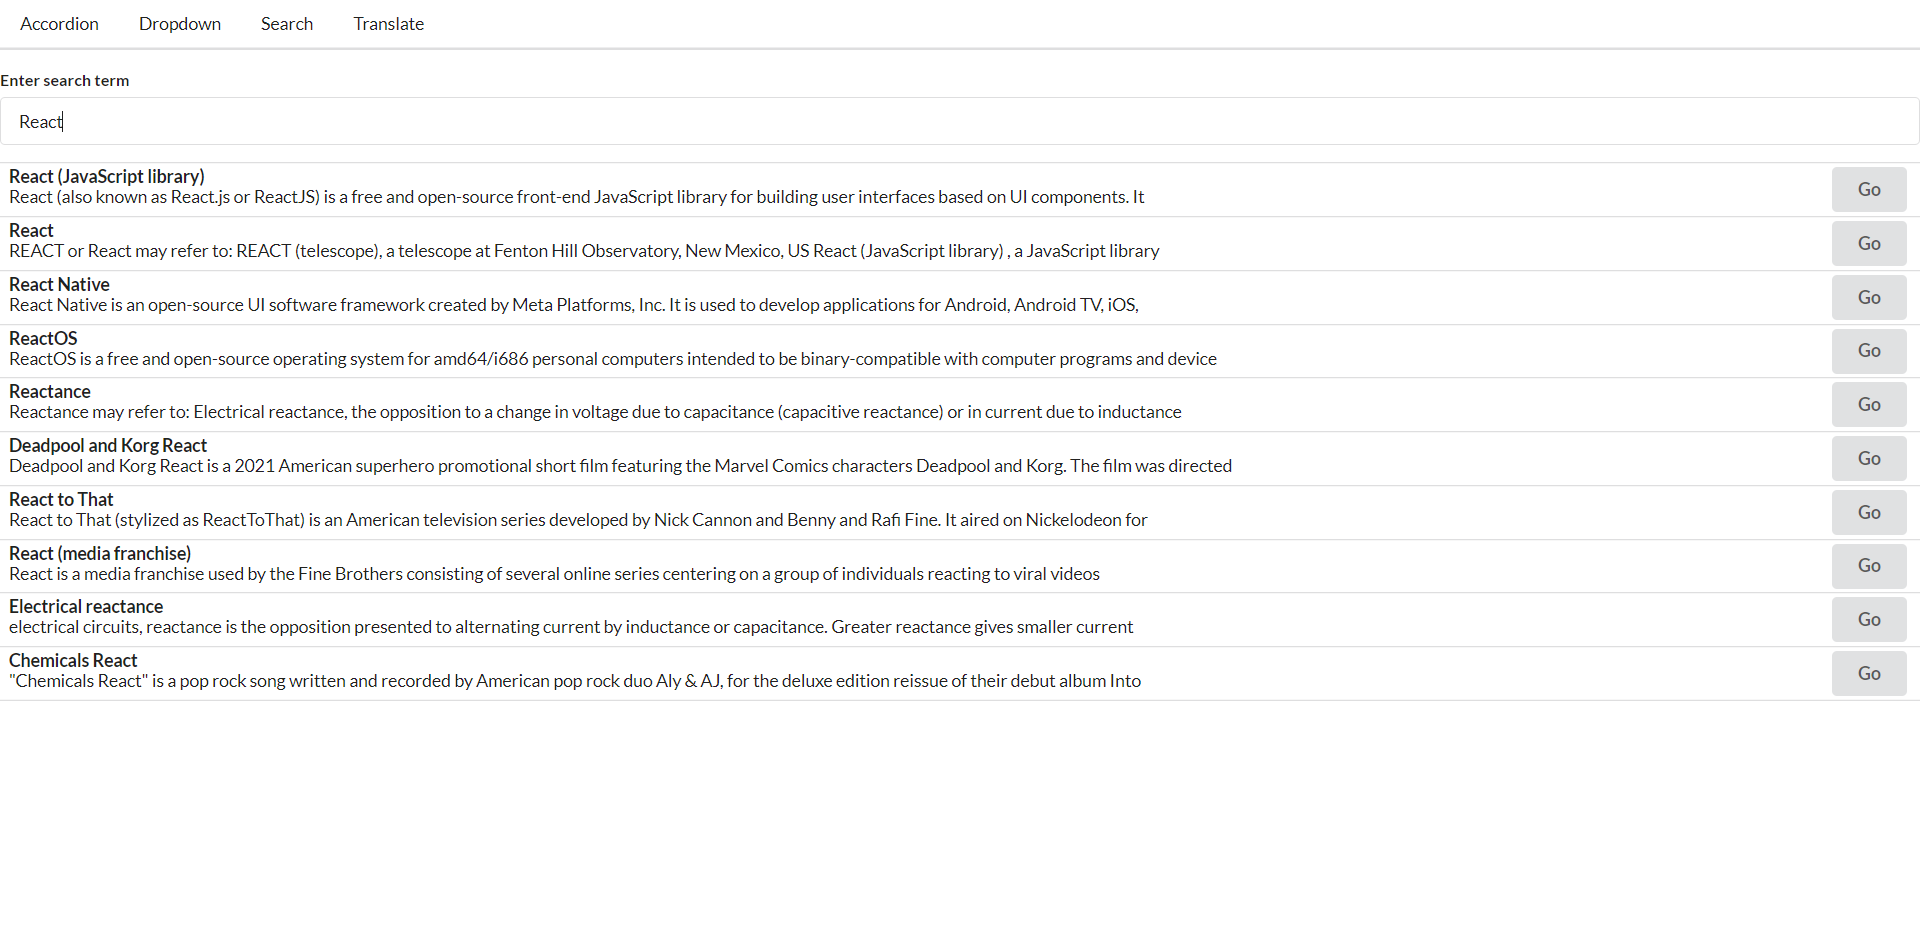 Accordion Dropdown Search Translate
Enter search term
React
React (JavaScript library)
React (also known as React.js or ReactJS) is a free and open-source front-end JavaScript library for building user interfaces based on UI components. It
Go
React
REACT or React may refer to: REACT (telescope), a telescope at Fenton Hill Observatory, New Mexico, US React (JavaScript library) , a JavaScript library
Go
React Native
React Native is an open-source UI software framework created by Meta Platforms, Inc. It is used to develop applications for Android, Android TV, iOS,
Go
ReactOS
ReactOS is a free and open-source operating system for amd64/i686 personal computers intended to be binary-compatible with computer programs and device
Go
Reactance
Reactance may refer to: Electrical reactance, the opposition to a change in voltage due to capacitance (capacitive reactance) or in current due to inductance
Go
Deadpool and Korg React
Deadpool and Korg React is a 2021 American superhero promotional short film featuring the Marvel Comics characters Deadpool and Korg. The film was directed
Go
React to That
React to That (stylized as ReactToThat) is an American television series developed by Nick Cannon and Benny and Rafi Fine. It aired on Nickelodeon for
Go
React (media franchise)
React is a media franchise used by the Fine Brothers consisting of several online series centering on a group of individuals reacting to viral videos
Go
Electrical reactance
electrical circuits, reactance is the opposition presented to alternating current by inductance or capacitance. Greater reactance gives smaller current
Go
Chemicals React
"Chemicals React" is a pop rock song written and recorded by American pop rock duo Aly & AJ, for the deluxe edition reissue of their debut album Into
Go